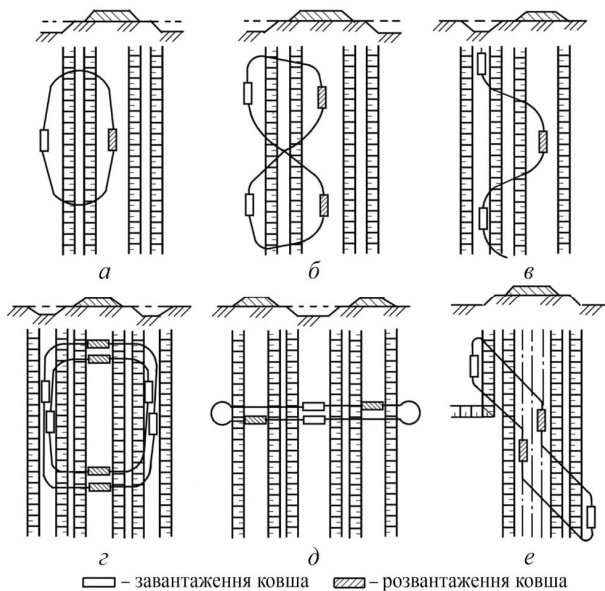 а б в
г д е
– завантаження ковша – розвантаження ковша